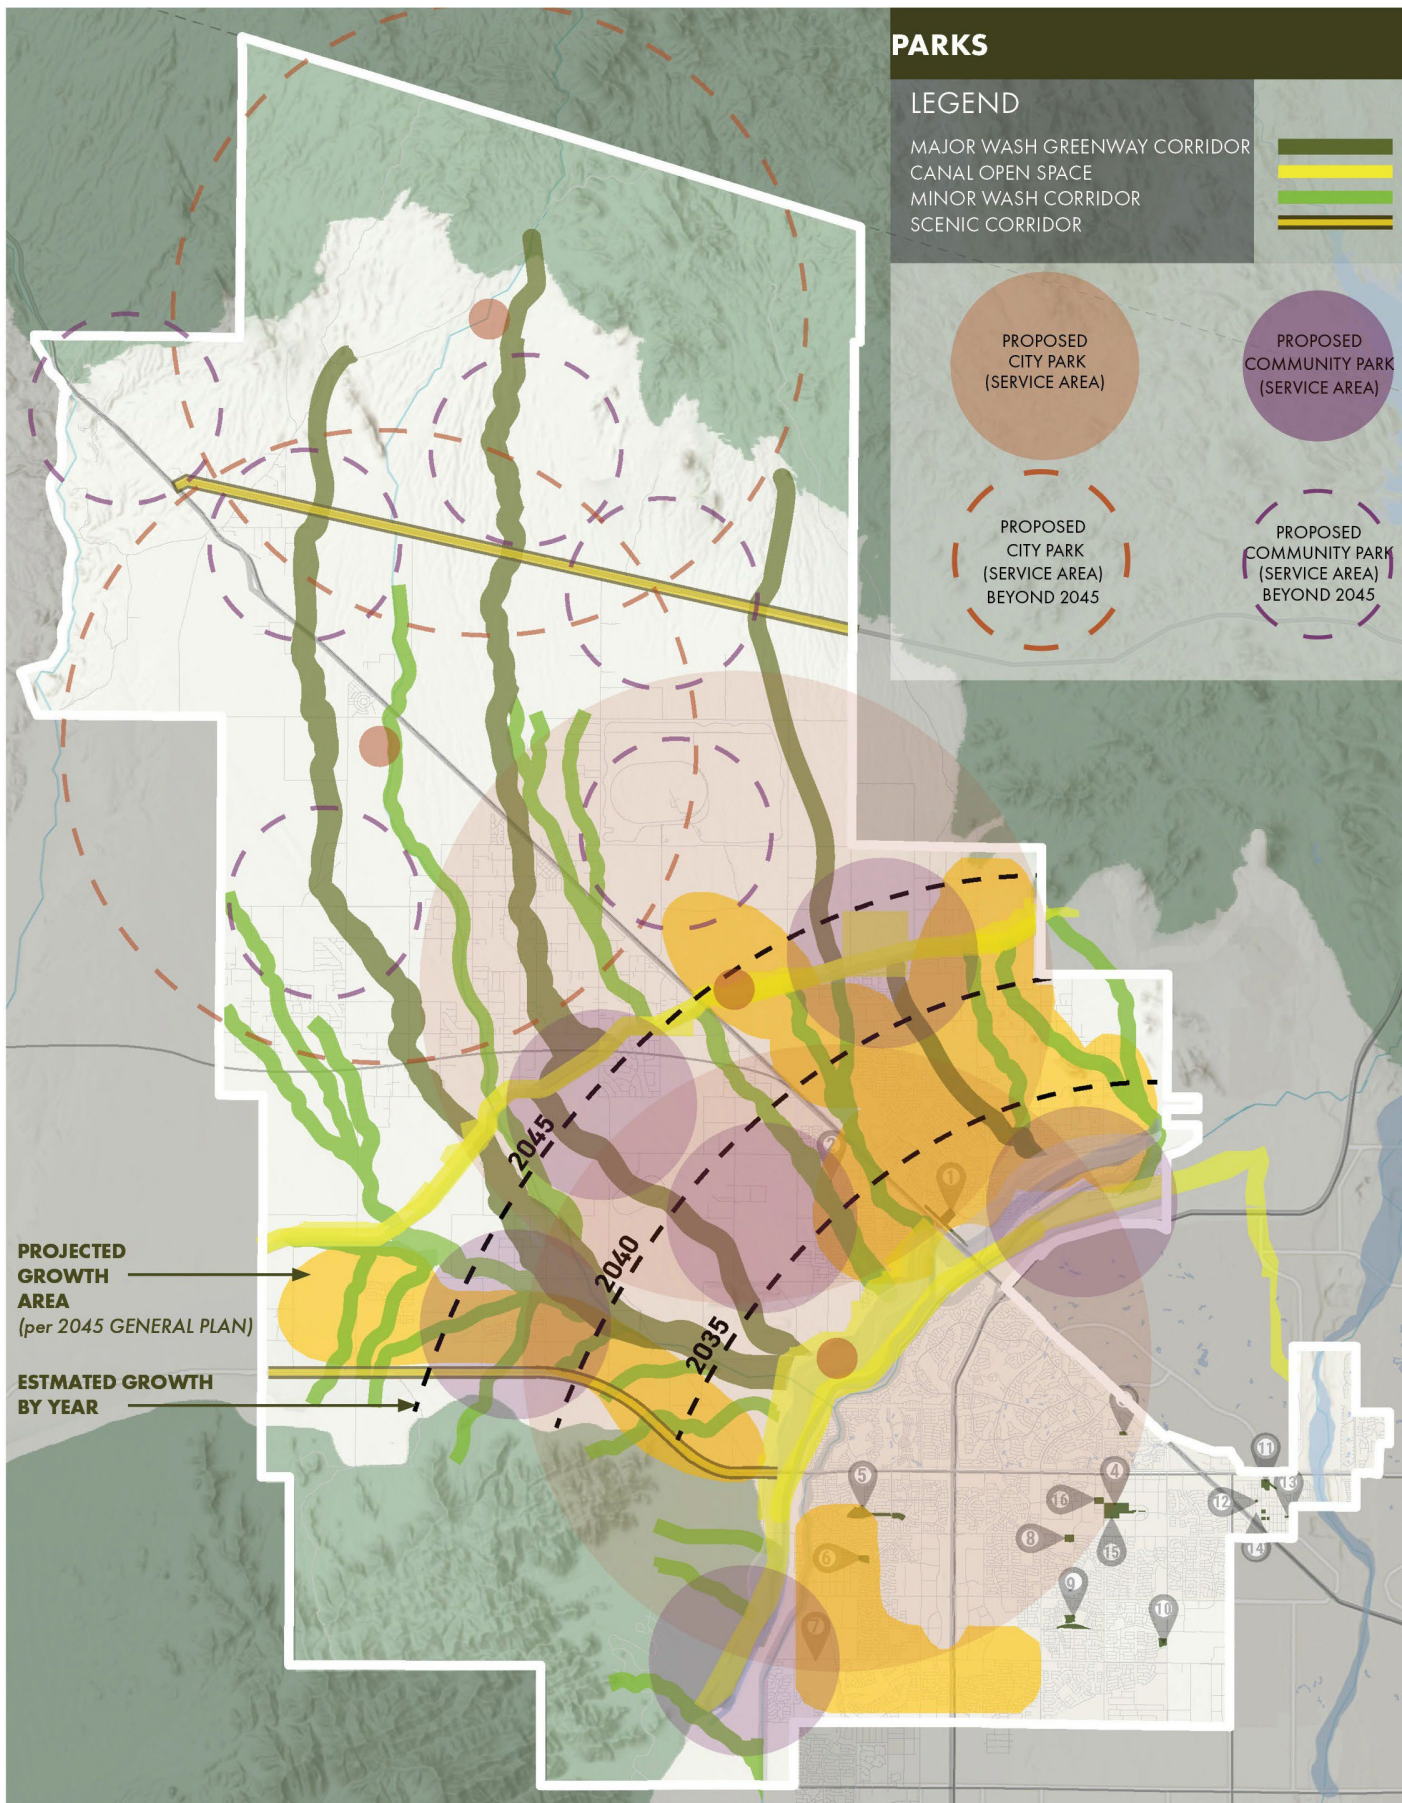 PARKS
LEGEND
MAJOR WASH GREENWAY CORRIDOR
CANAL OPEN SPACE
MINOR WASH CORRIDOR
SCENIC CORRIDOR
PROPOSED
CITY PARK
(SERVICE AREA)
PROPOSED
COMMUNITY PARK
(SERVICE AREA)
PROPOSED
CITY PARK
(SERVICE AREA)
BEYOND 2045
PROPOSED
COMMUNITY PARK
(SERVICE AREA)
BEYOND 2045
2045
2040
2035
PROJECTED
GROWTH
AREA
(per 2045 GENERAL PLAN)
ESTMATED GROWTH
BY YEAR
2
1
5
4
16
11
13
12
14
6
8
15
9
10
7